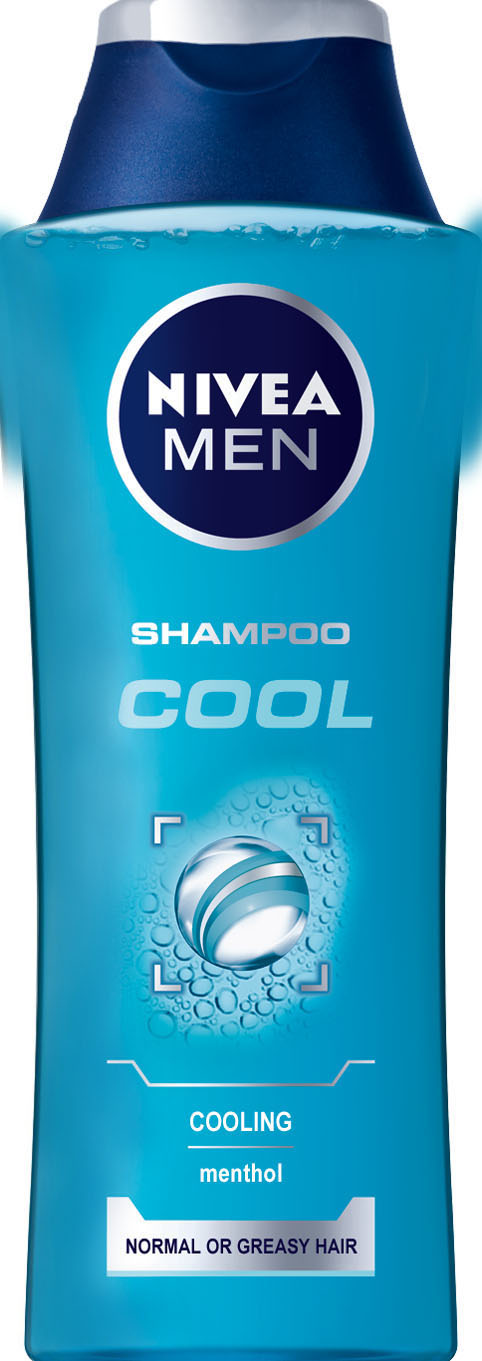 NIVEA
MEN
SHAMPOO
COOL
COOLING
menthol
NORMAL OR GREASY HAIR